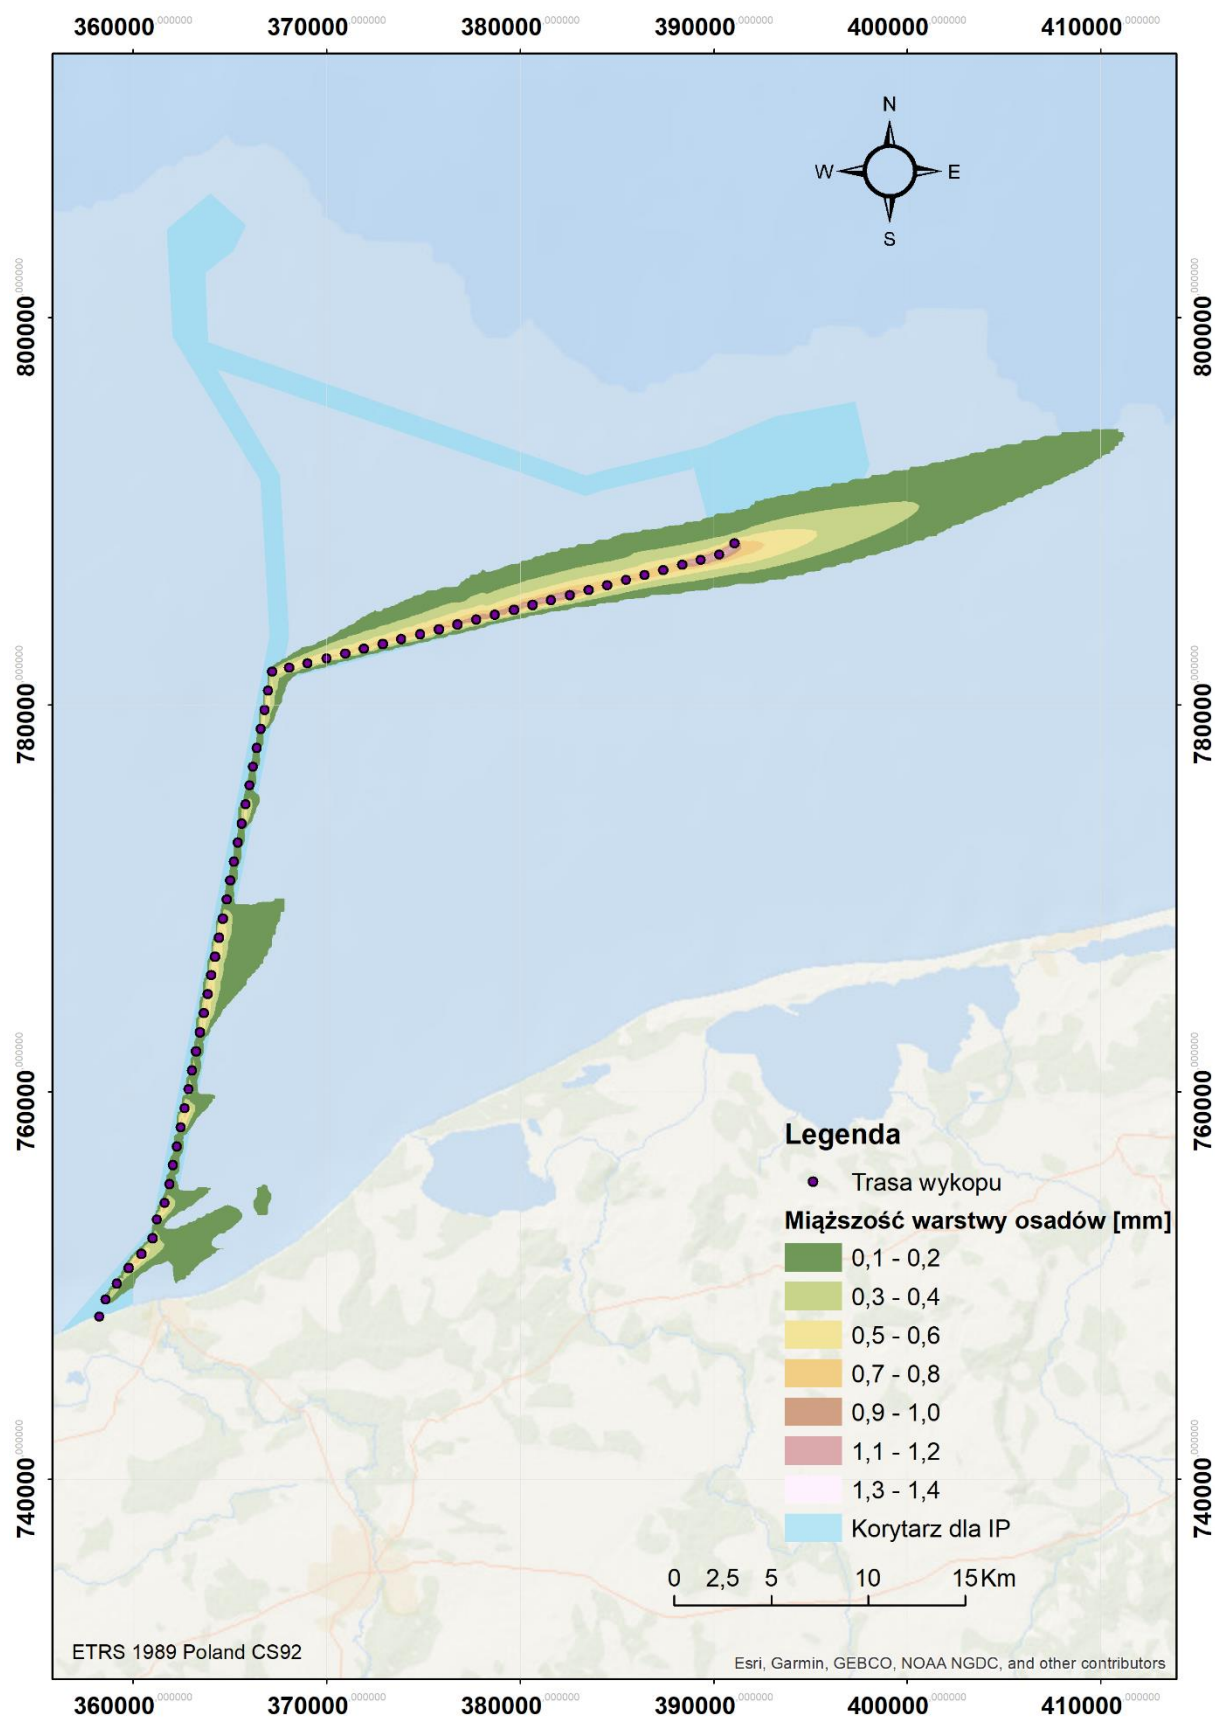 360000,000000 370000,000000 380000,000000 390000,000000 400000,000000 410000,000000
N
W E
S
800000,000000 800000,000000
780000,000000 780000,000000
760000,000000 760000,000000
740000,000000 740000,000000
Legenda
Trasa wykopu
Miąższość warstwy osadów [mm]
0,1 - 0,2
0,3 - 0,4
0,5 - 0,6
0,7 - 0,8
0,9 - 1,0
1,1 - 1,2
1,3 - 1,4
Korytarz dla IP
0 2,5 5 10 15 Km
ETRS 1989 Poland CS92
Esri, Garmin, GEBCO, NOAA NGDC, and other contributors
360000,000000 370000,000000 380000,000000 390000,000000 400000,000000 410000,000000